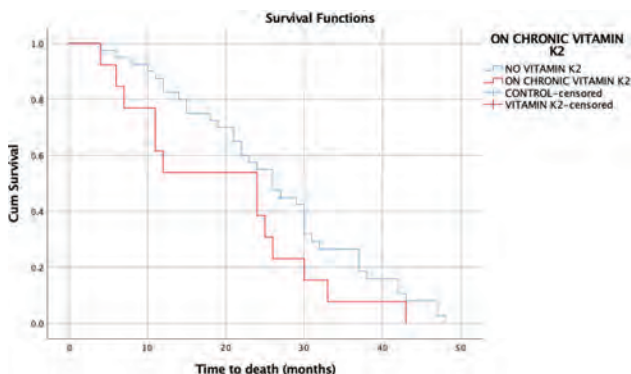 Survival Functions
ON CHRONIC VITAMIN
K2
NO VITAMIN K2
ON CHRONIC VITAMIN K2
CONTROL-censored
VITAMIN K2-censored
Cum Survival
1.0
0.8
0.6
0.4
0.2
0.0
0
10
20
30
40
50
Time to death (months)